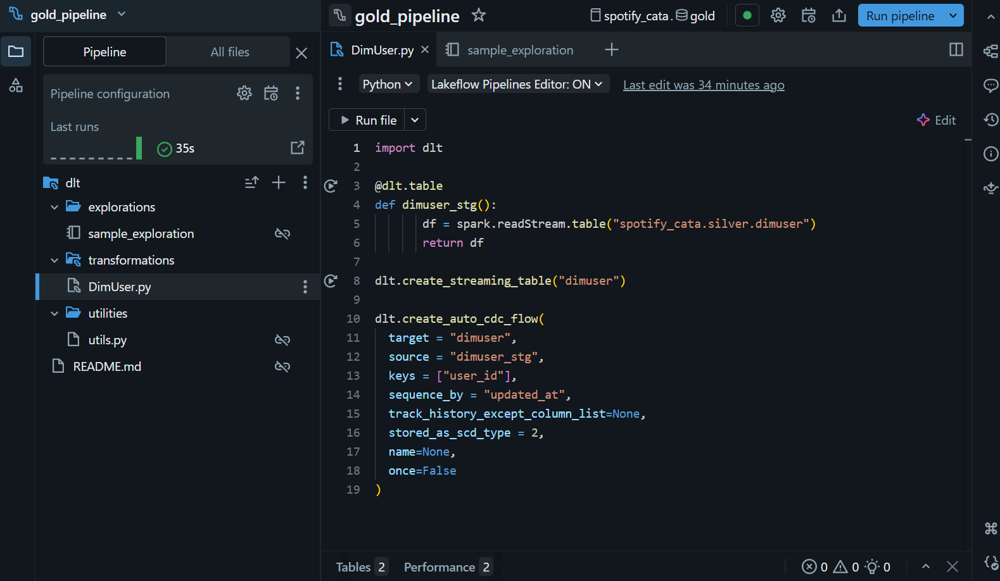 gold_pipeline
gold_pipeline
spotify_cata. gold
Run pipeline
Pipeline
All files
DimUser.py
sample_exploration
Python
Lakeflow Pipelines Editor: ON
Last edit was 34 minutes ago
Pipeline configuration
Last runs
35s
dlt
explorations
sample_exploration
transformations
DimUser.py
utilities
utils.py
README.md
Run file
Edit
1 import dlt
2
3 @dlt.table
4 def dimuser_stg():
5 df = spark.readStream.table("spotify_cata.silver.dimuser")
6 return df
7
8 dlt.create_streaming_table("dimuser")
9
10 dlt.create_auto_cdc_flow(
11 target = "dimuser",
12 source = "dimuser_stg",
13 keys = ["user_id"],
14 sequence_by = "updated_at",
15 track_history_except_column_list=None,
16 stored_as_scd_type = 2,
17 name=None,
18 once=False
19 )
Tables 2 Performance 2
0 0 0